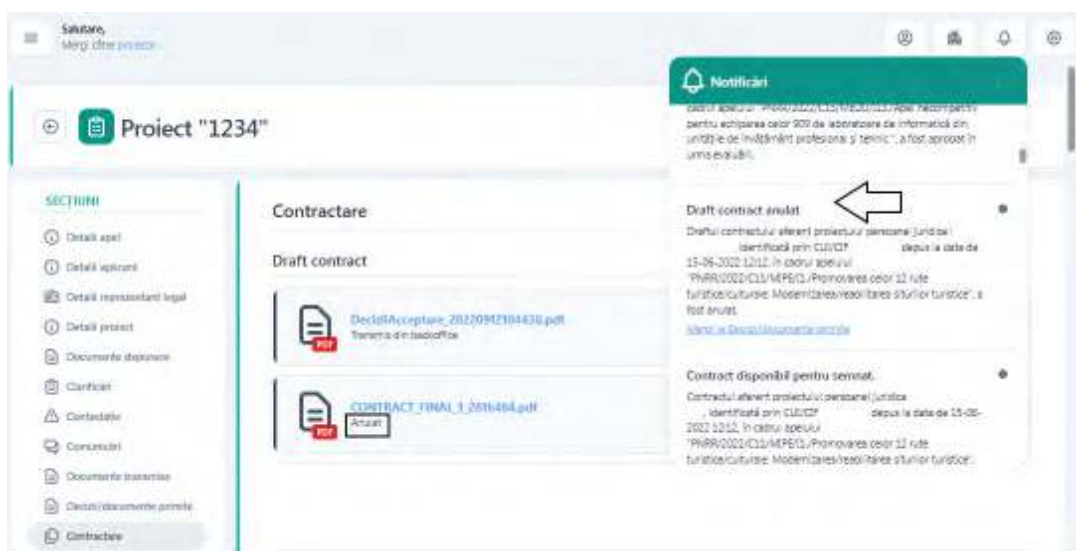 Salutare,
Mergi către proiecte
Proiect "1234"
SECȚIUNI
Detalii apel
Detalii aplicant
Detalii reprezentant legal
Detalii proiect
Documente depunere
Clarificări
Contestație
Comunicări
Documente transmise
Decizii/documente primite
Contractare
Contractare
Draft contract
DecizIIAcceptare_20220912104436.pdf
Transmis din backoffice
CONTRACT_FINAL_1_2816464.pdf
Anulat
Notificări
pentru echiparea celor 909 de laboratoare de informatică din
unitățile de învățământ profesional și tehnic", a fost aprobat în
urma evaluării.
Draft contract anulat
Draftul contractului aferent proiectului persoanei juridice
identificată prin CUI/CIF depus la data de
15-06-2022 12:12, în cadrul apelului
"PNRR/2022/C11/MIPE/I1./Promovarea celor 12 rute
turistice/culturale. Modernizarea/reabilitarea siturilor turistice", a
fost anulat.
Mergi la Decizii/documente primite
Contract disponibil pentru semnat.
Contractul aferent proiectului persoanei juridice
, identificată prin CUI/CIF depus la data de 15-06-
2022 12:12, în cadrul apelului
"PNRR/2022/C11/MIPE/I1./Promovarea celor 12 rute
turistice/culturale. Modernizarea/reabilitarea siturilor turistice",